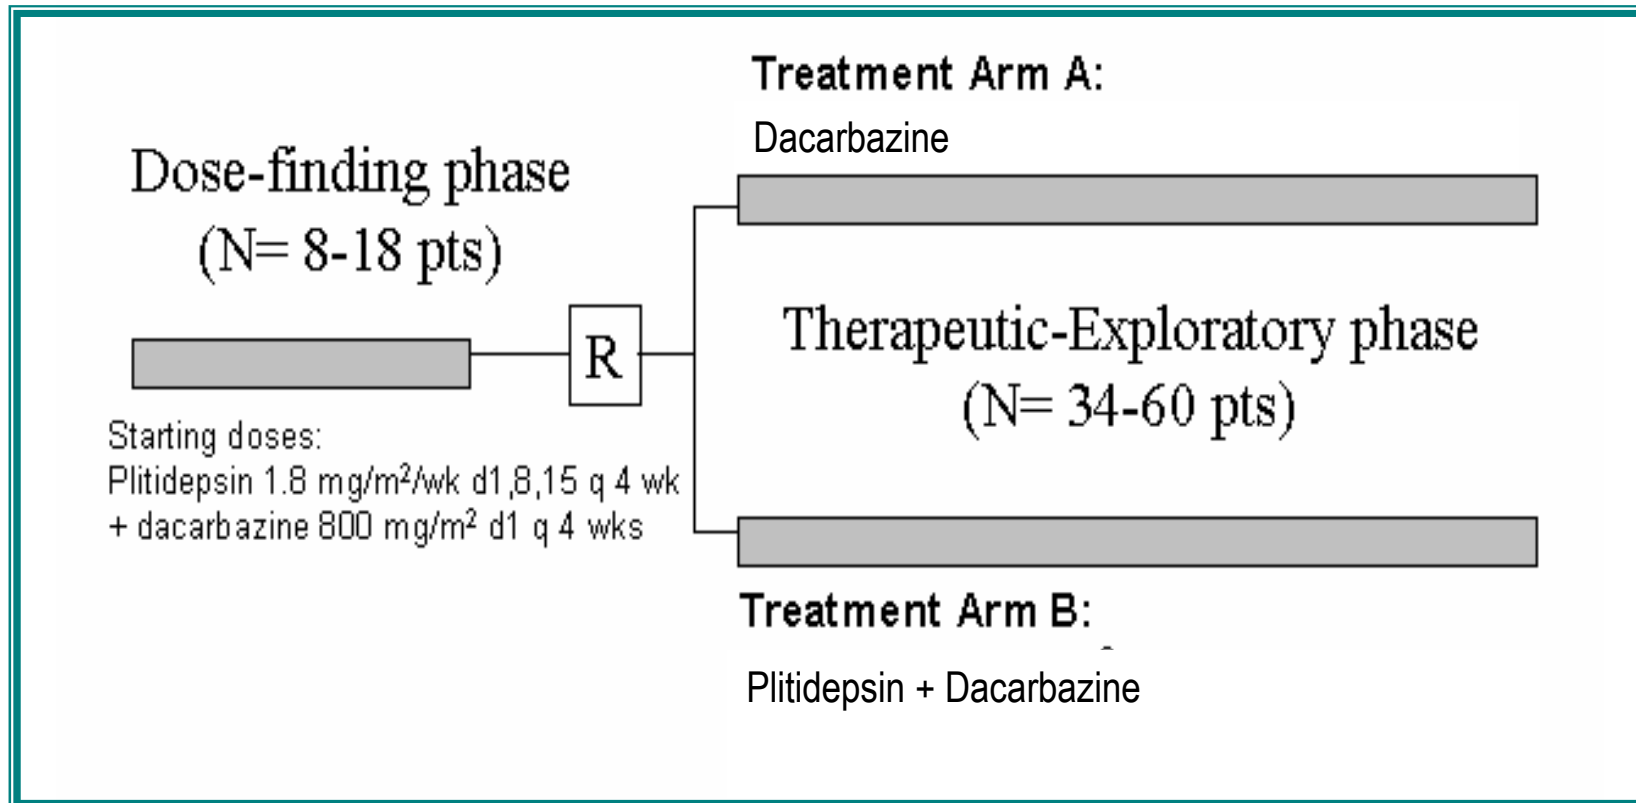 Treatment Arm A:
Dacarbazine
Dose-finding phase
(N= 8-18 pts)
R
Therapeutic-Exploratory phase
(N= 34-60 pts)
Starting doses:
Plitidepsin 1.8 mg/m²/wk d1,8,15 q 4 wk
+ dacarbazine 800 mg/m² d1 q 4 wks
Treatment Arm B:
Plitidepsin + Dacarbazine